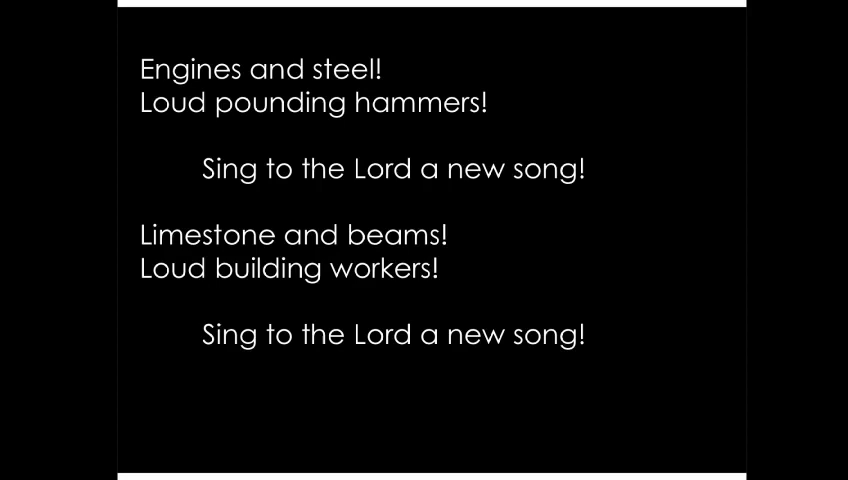 Engines and steel!
Loud pounding hammers!
Sing to the Lord a new song!
Limestone and beams!
Loud building workers!
Sing to the Lord a new song!